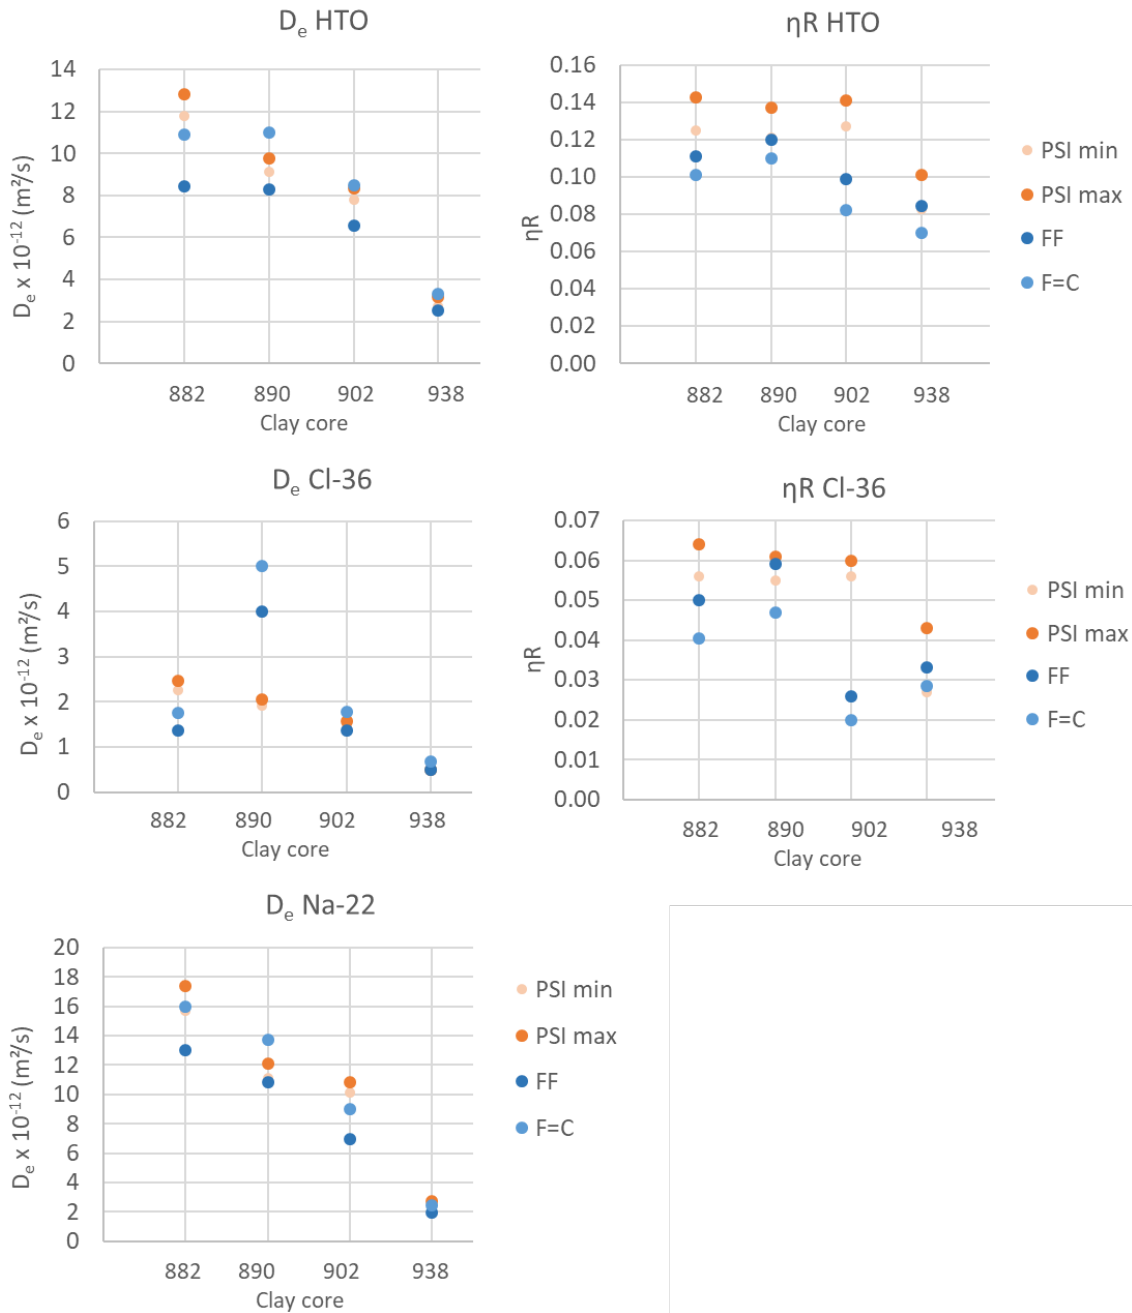 Dₑ HTO
14
12
10
8
6
4
2
0
Dₑ x 10⁻¹² (m²/s)
882 890 902 938
Clay core
ηR HTO
0.16
0.14
0.12
0.10
0.08
0.06
0.04
0.02
0.00
ηR
882 890 902 938
Clay core
PSI min
PSI max
FF
F=C
Dₑ Cl-36
6
5
4
3
2
1
0
Dₑ x 10⁻¹² (m²/s)
882 890 902 938
Clay core
ηR Cl-36
0.07
0.06
0.05
0.04
0.03
0.02
0.01
0.00
ηR
882 890 902 938
Clay core
PSI min
PSI max
FF
F=C
Dₑ Na-22
20
18
16
14
12
10
8
6
4
2
0
Dₑ x 10⁻¹² (m²/s)
882 890 902 938
Clay core
PSI min
PSI max
FF
F=C